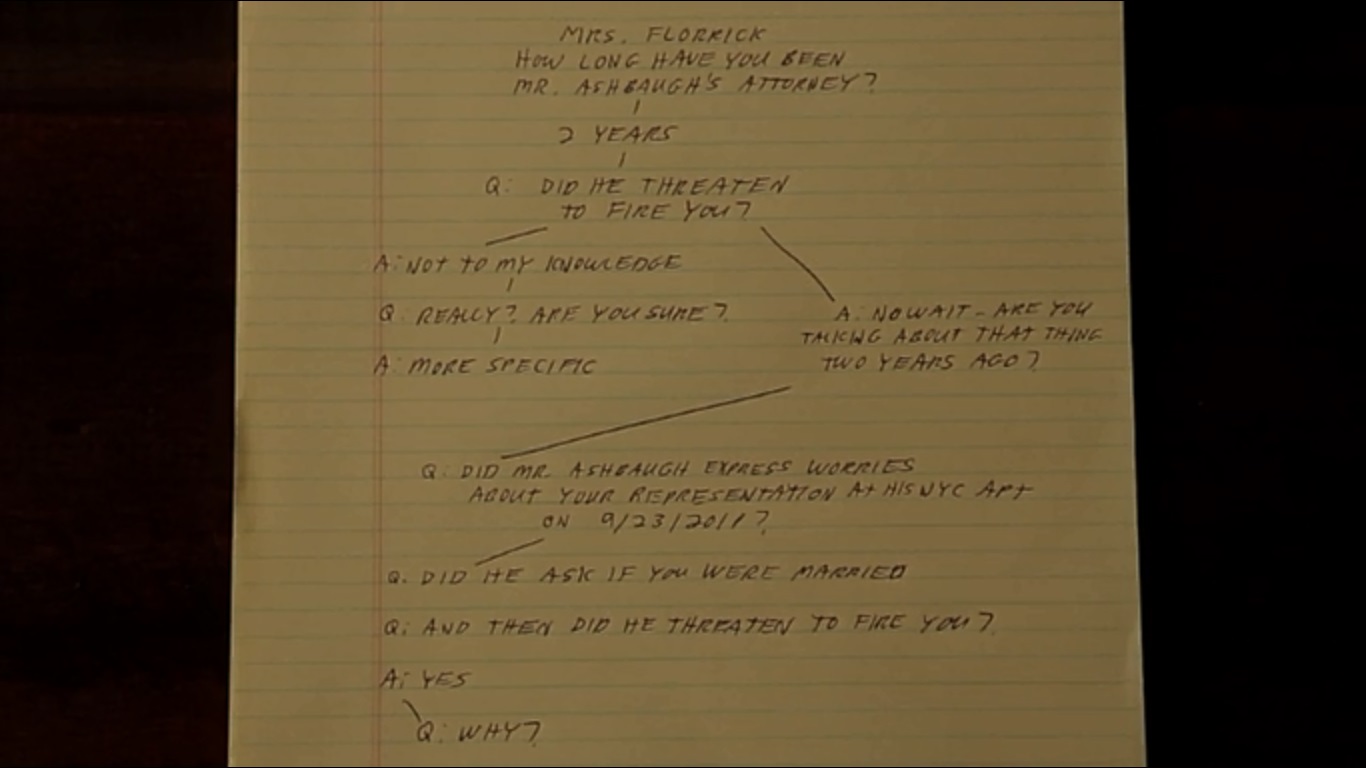 MRS. FLORRICK
HOW LONG HAVE YOU BEEN
MR. ASHBAUGH'S ATTORNEY?
2 YEARS
Q: DID HE THREATEN
TO FIRE YOU?
A: NOT TO MY KNOWLEDGE
Q: REALLY? ARE YOU SURE?
A: NO WAIT - ARE YOU
TALKING ABOUT THAT THING
TWO YEARS AGO?
A: MORE SPECIFIC
Q: DID MR. ASHBAUGH EXPRESS WORRIES
ABOUT YOUR REPRESENTATION AT HIS NYC APT
ON 9/23/2011?
Q. DID HE ASK IF YOU WERE MARRIED
Q: AND THEN DID HE THREATEN TO FIRE YOU?
A: YES
Q: WHY?